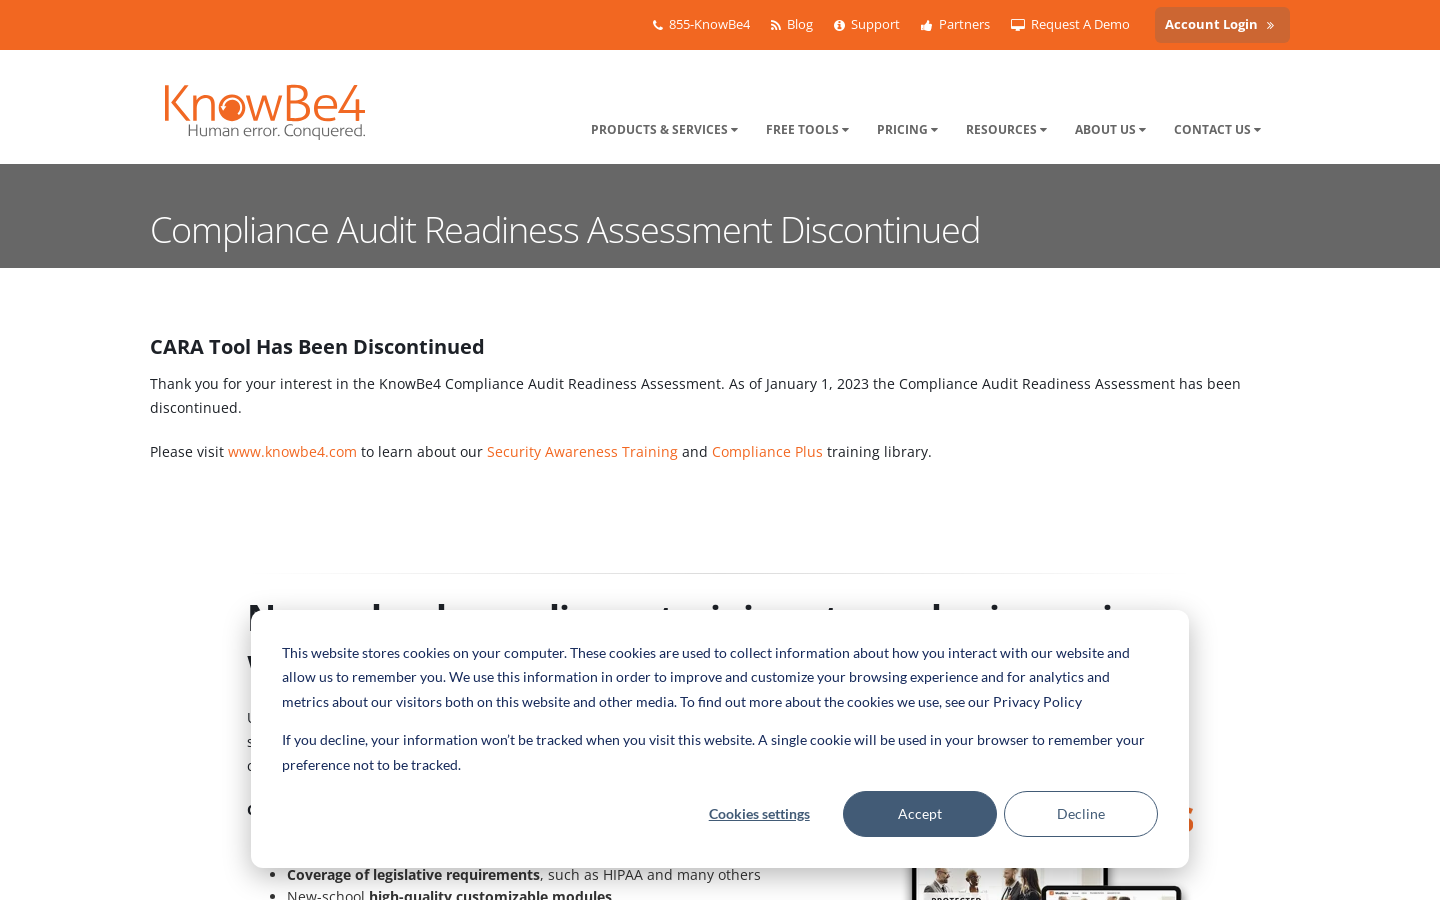 855-KnowBe4 Blog Support Partners Request A Demo Account Login »
KnowBe4
Human error. Conquered.
PRODUCTS & SERVICES FREE TOOLS PRICING RESOURCES ABOUT US CONTACT US
Compliance Audit Readiness Assessment Discontinued
CARA Tool Has Been Discontinued
Thank you for your interest in the KnowBe4 Compliance Audit Readiness Assessment. As of January 1, 2023 the Compliance Audit Readiness Assessment has been
discontinued.
Please visit www.knowbe4.com to learn about our Security Awareness Training and Compliance Plus training library.
This website stores cookies on your computer. These cookies are used to collect information about how you interact with our website and
allow us to remember you. We use this information in order to improve and customize your browsing experience and for analytics and
metrics about our visitors both on this website and other media. To find out more about the cookies we use, see our Privacy Policy
If you decline, your information won’t be tracked when you visit this website. A single cookie will be used in your browser to remember your
preference not to be tracked.
Cookies settings Accept Decline
Coverage of legislative requirements, such as HIPAA and many others
New-school high-quality customizable modules